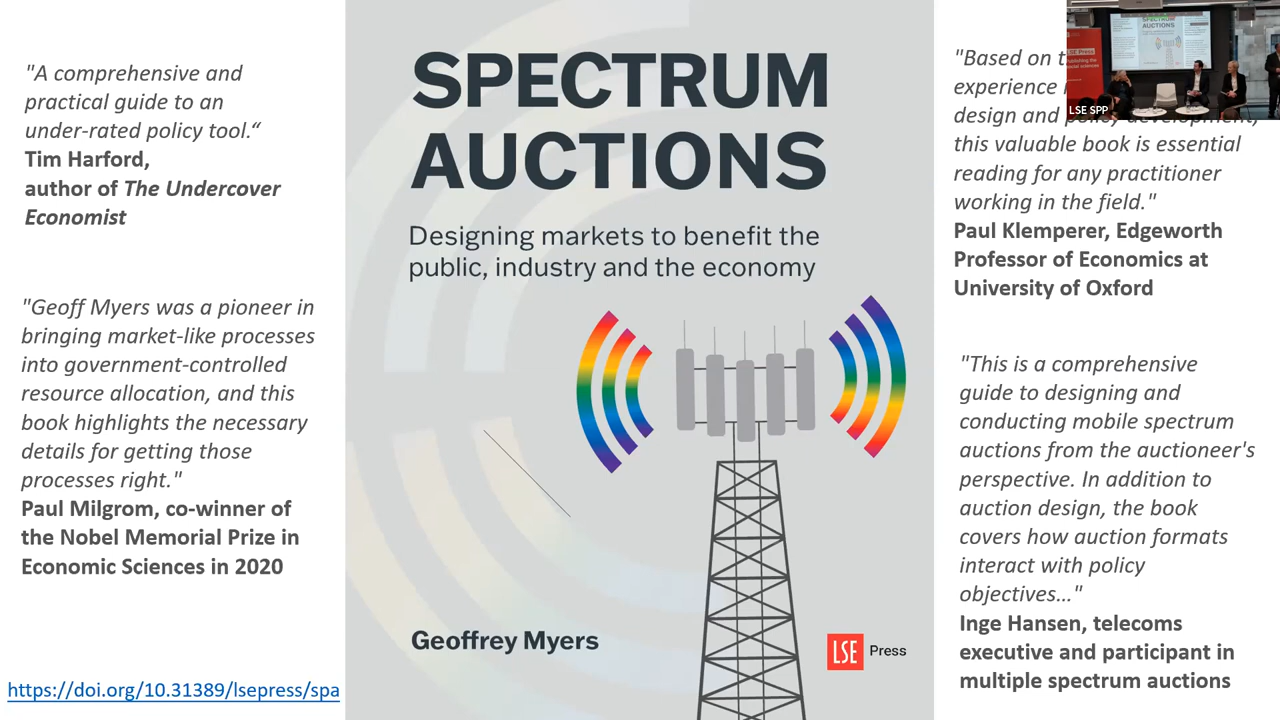 "A comprehensive and
practical guide to an
under-rated policy tool.“
Tim Harford,
author of The Undercover
Economist
"Geoff Myers was a pioneer in
bringing market-like processes
into government-controlled
resource allocation, and this
book highlights the necessary
details for getting those
processes right."
Paul Milgrom, co-winner of
the Nobel Memorial Prize in
Economic Sciences in 2020
https://doi.org/10.31389/lsepress/spa
SPECTRUM
AUCTIONS
Designing markets to benefit the
public, industry and the economy
Geoffrey Myers
LSE Press
"Based on
experience
design and policy development,
this valuable book is essential
reading for any practitioner
working in the field."
Paul Klemperer, Edgeworth
Professor of Economics at
University of Oxford
"This is a comprehensive
guide to designing and
conducting mobile spectrum
auctions from the auctioneer's
perspective. In addition to
auction design, the book
covers how auction formats
interact with policy
objectives..."
Inge Hansen, telecoms
executive and participant in
multiple spectrum auctions
LSE Press
SPECTRUM
AUCTIONS
LSE SPP